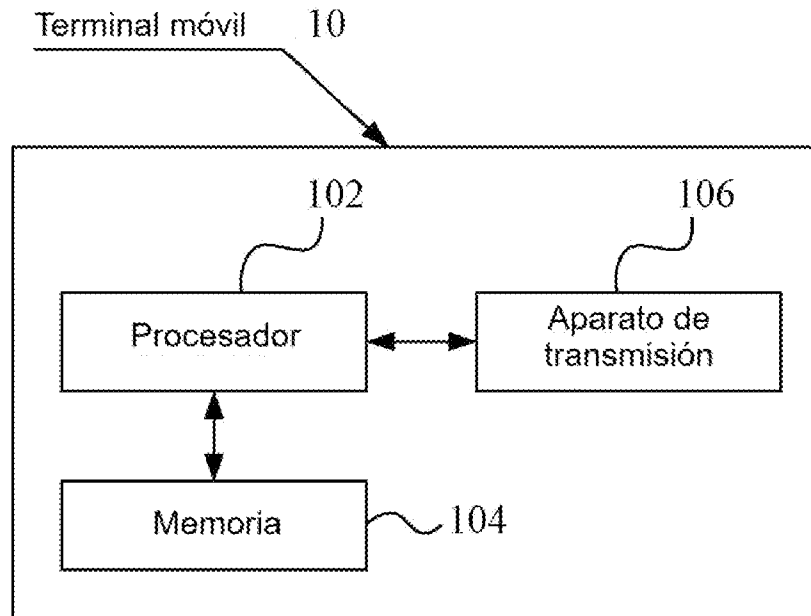 Terminal móvil 10
102
106
Procesador
Aparato de
transmisión
Memoria
104